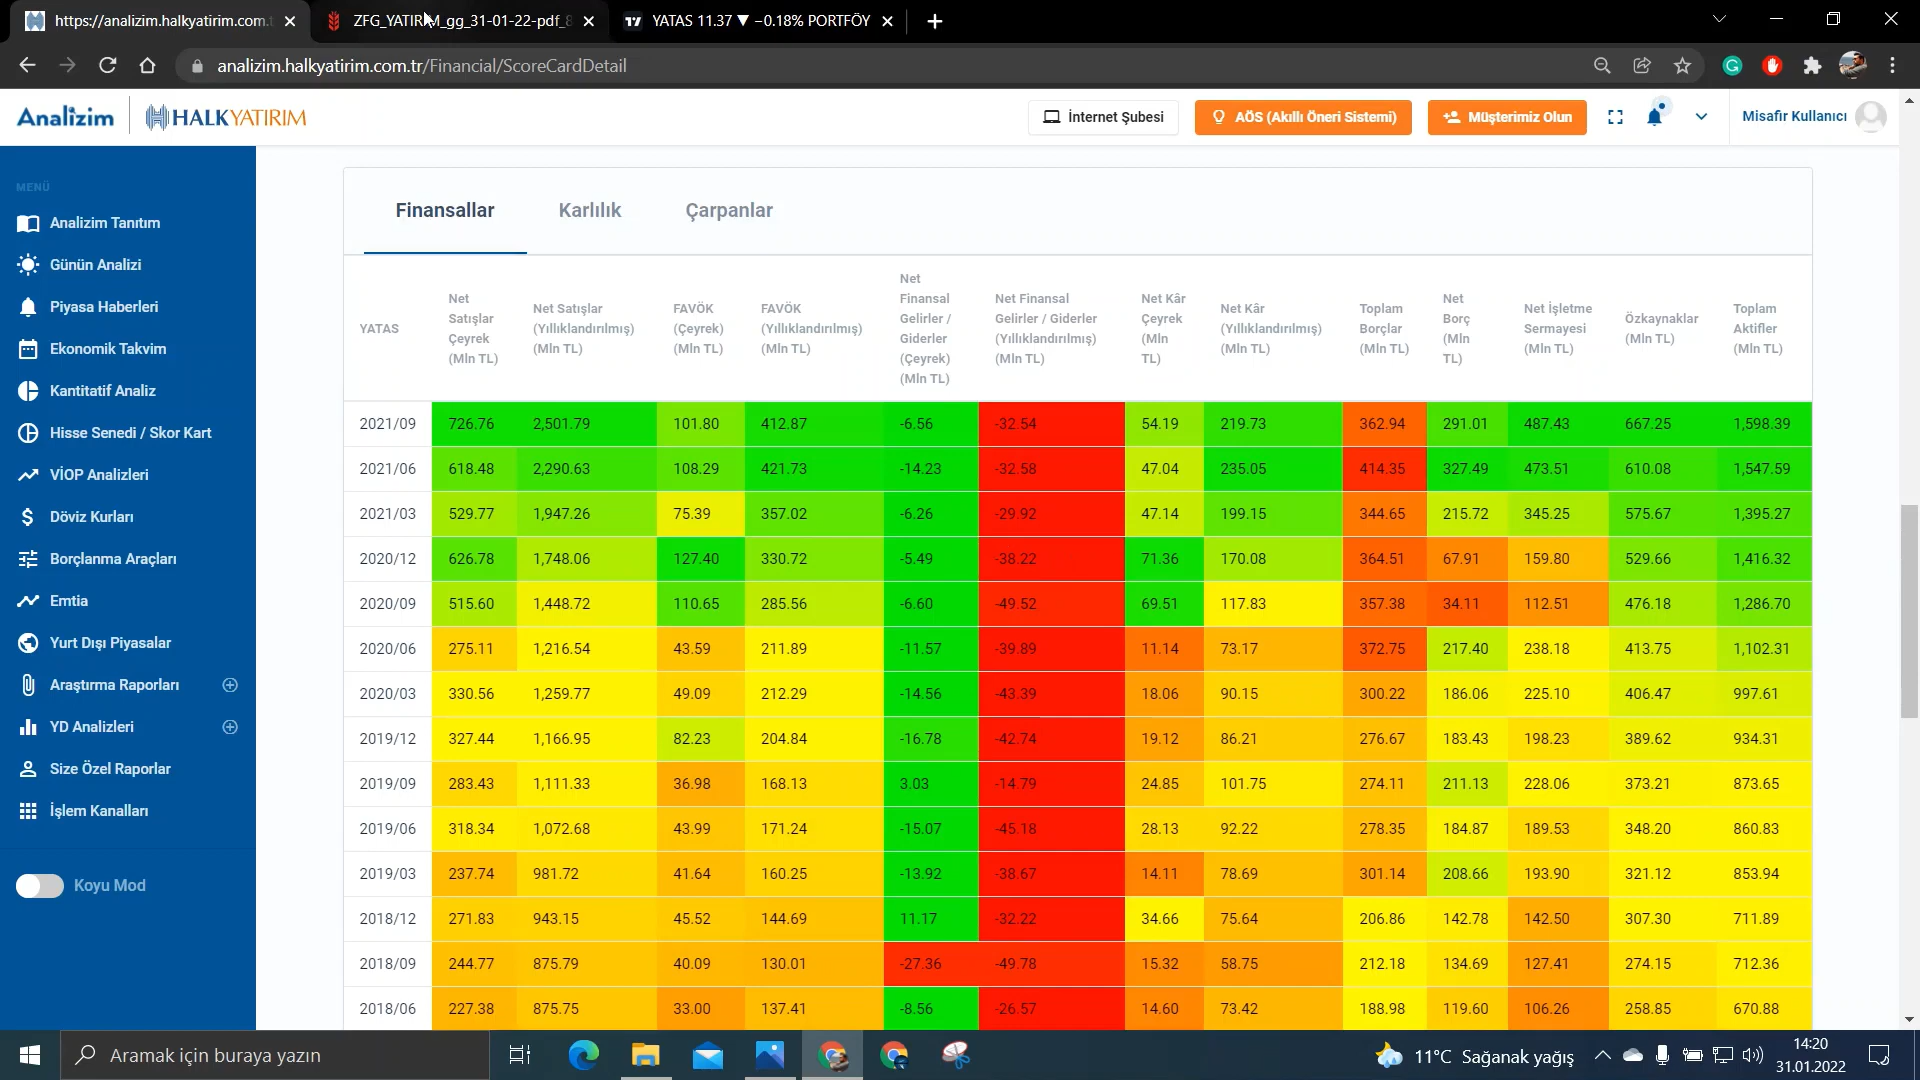 https://analizim.halkyatirim.com.
ZFG_YATIRIM_gg_31-01-22-pdf_8
YATAS 11.37 ▼ −0.18% PORTFÖY
analizim.halkyatirim.com.tr/Financial/ScoreCardDetail
Analizim HALKYATIRIM
İnternet Şubesi
AÖS (Akıllı Öneri Sistemi)
Müşterimiz Olun
Misafir Kullanıcı
MENÜ
Analizim Tanıtım
Günün Analizi
Piyasa Haberleri
Ekonomik Takvim
Kantitatif Analiz
Hisse Senedi / Skor Kart
VİOP Analizleri
Döviz Kurları
Borçlanma Araçları
Emtia
Yurt Dışı Piyasalar
Araştırma Raporları
YD Analizleri
Size Özel Raporlar
İşlem Kanalları
Koyu Mod
Finansallar Karlılık Çarpanlar
YATAS
Net Satışlar Çeyrek (Mln TL)
Net Satışlar (Yıllıklandırılmış) (Mln TL)
FAVÖK (Çeyrek) (Mln TL)
FAVÖK (Yıllıklandırılmış) (Mln TL)
Net Finansal Gelirler / Giderler (Çeyrek) (Mln TL)
Net Finansal Gelirler / Giderler (Yıllıklandırılmış) (Mln TL)
Net Kâr Çeyrek (Mln TL)
Net Kâr (Yıllıklandırılmış) (Mln TL)
Toplam Borçlar (Mln TL)
Net Borç (Mln TL)
Net İşletme Sermayesi (Mln TL)
Özkaynaklar (Mln TL)
Toplam Aktifler (Mln TL)
2021/09 726.76 2,501.79 101.80 412.87 -6.56 -32.54 54.19 219.73 362.94 291.01 487.43 667.25 1,598.39
2021/06 618.48 2,290.63 108.29 421.73 -14.23 -32.58 47.04 235.05 414.35 327.49 473.51 610.08 1,547.59
2021/03 529.77 1,947.26 75.39 357.02 -6.26 -29.92 47.14 199.15 344.65 215.72 345.25 575.67 1,395.27
2020/12 626.78 1,748.06 127.40 330.72 -5.49 -38.22 71.36 170.08 364.51 67.91 159.80 529.66 1,416.32
2020/09 515.60 1,448.72 110.65 285.56 -6.60 -49.52 69.51 117.83 357.38 34.11 112.51 476.18 1,286.70
2020/06 275.11 1,216.54 43.59 211.89 -11.57 -39.89 11.14 73.17 372.75 217.40 238.18 413.75 1,102.31
2020/03 330.56 1,259.77 49.09 212.29 -14.56 -43.39 18.06 90.15 300.22 186.06 225.10 406.47 997.61
2019/12 327.44 1,166.95 82.23 204.84 -16.78 -42.74 19.12 86.21 276.67 183.43 198.23 389.62 934.31
2019/09 283.43 1,111.33 36.98 168.13 3.03 -14.79 24.85 101.75 274.11 211.13 228.06 373.21 873.65
2019/06 318.34 1,072.68 43.99 171.24 -15.07 -45.18 28.13 92.22 278.35 184.87 189.53 348.20 860.83
2019/03 237.74 981.72 41.64 160.25 -13.92 -38.67 14.11 78.69 301.14 208.66 193.90 321.12 853.94
2018/12 271.83 943.15 45.52 144.69 11.17 -32.22 34.66 75.64 206.86 142.78 142.50 307.30 711.89
2018/09 244.77 875.79 40.09 130.01 -27.36 -49.78 15.32 58.75 212.18 134.69 127.41 274.15 712.36
2018/06 227.38 875.75 33.00 137.41 -8.56 -26.57 14.60 73.42 188.98 119.60 106.26 258.85 670.88
Aramak için buraya yazın
11°C Sağanak yağış
14:20
31.01.2022